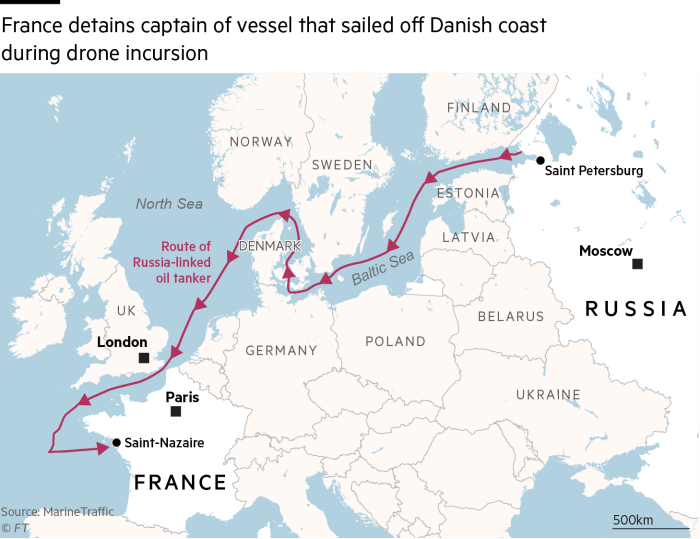 France detains captain of vessel that sailed off Danish coast
during drone incursion
FINLAND
NORWAY
SWEDEN
Saint Petersburg
ESTONIA
North Sea
Route of
Russia-linked
oil tanker
DENMARK
LATVIA
Baltic Sea
Moscow
RUSSIA
UK
London
BELARUS
GERMANY
POLAND
Paris
UKRAINE
Saint-Nazaire
FRANCE
Source: MarineTraffic
© FT
500km